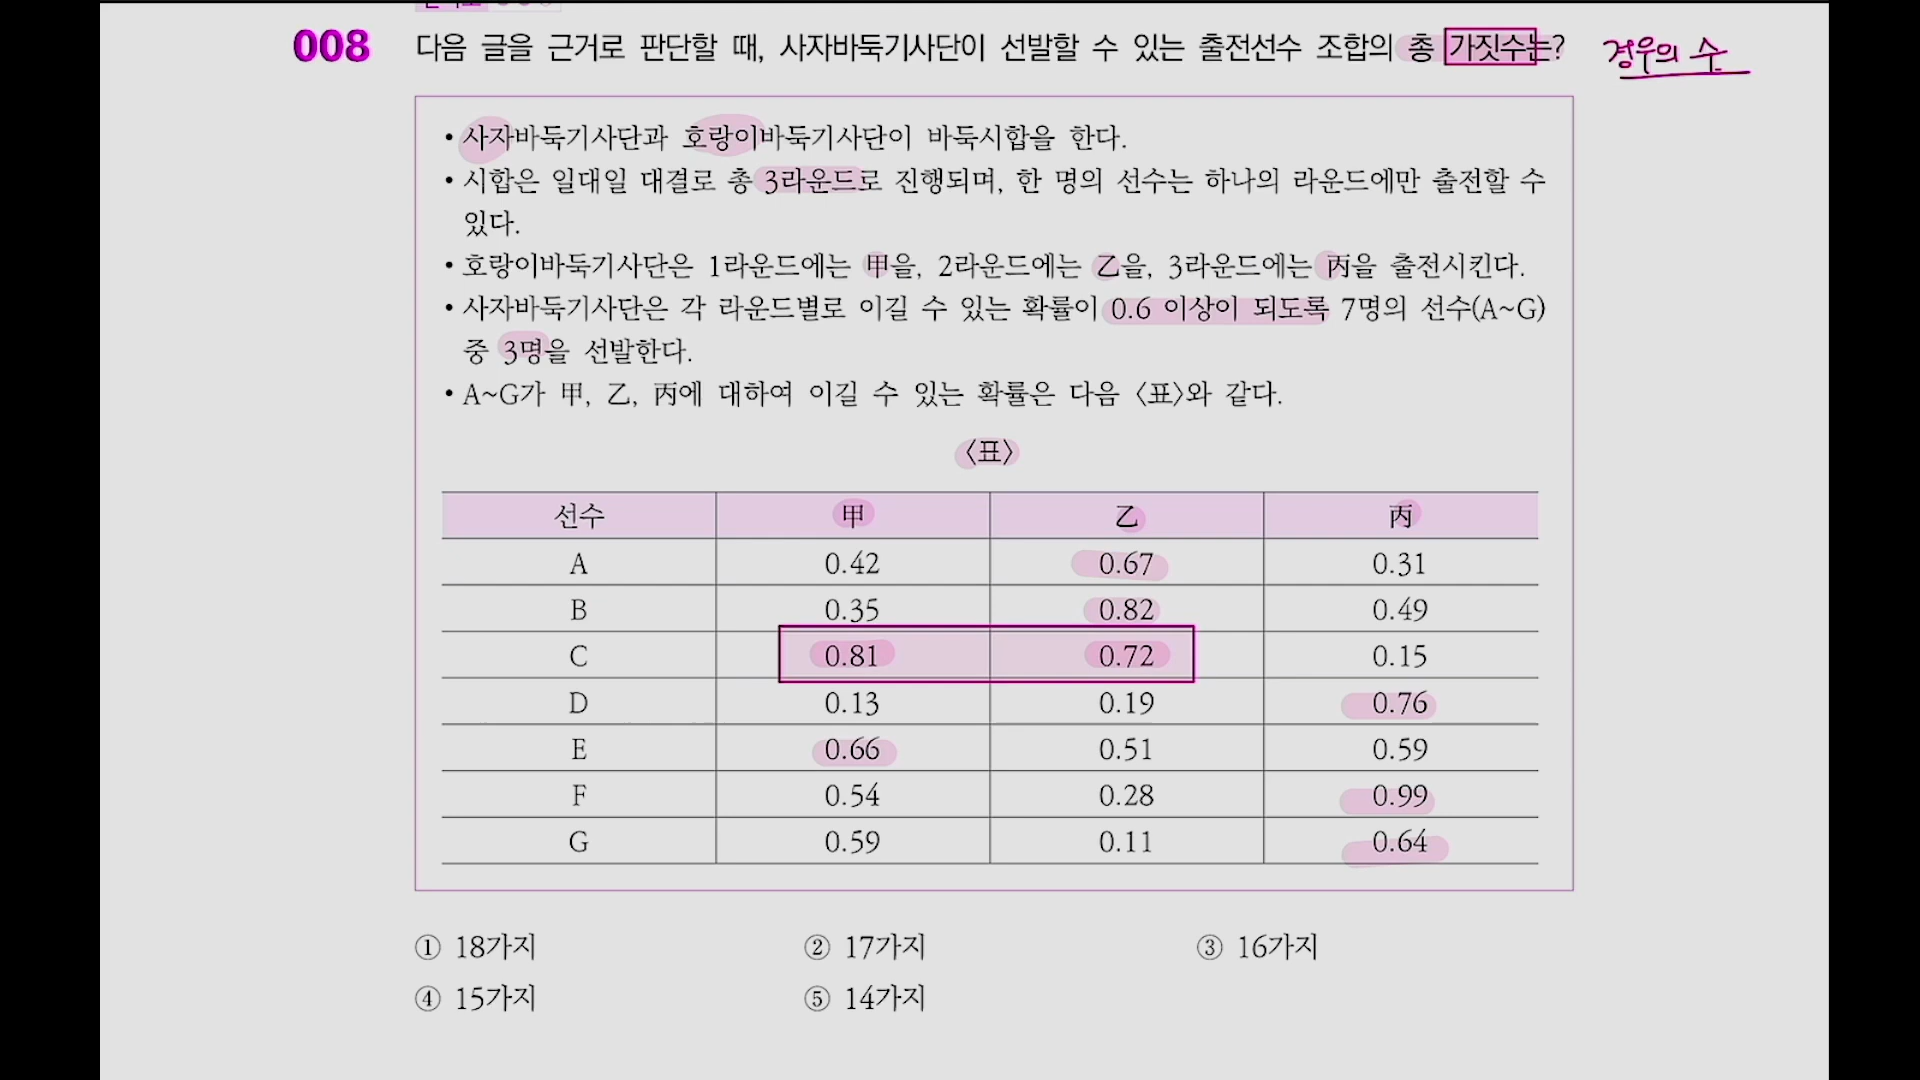 008 다음 글을 근거로 판단할 때, 사자바둑기사단이 선발할 수 있는 출전선수 조합의 총 가짓수는? 경우의 수
• 사자바둑기사단과 호랑이바둑기사단이 바둑시합을 한다.
• 시합은 일대일 대결로 총 3라운드로 진행되며, 한 명의 선수는 하나의 라운드에만 출전할 수
있다.
• 호랑이바둑기사단은 1라운드에는 甲을, 2라운드에는 乙을, 3라운드에는 丙을 출전시킨다.
• 사자바둑기사단은 각 라운드별로 이길 수 있는 확률이 0.6 이상이 되도록 7명의 선수(A~G)
중 3명을 선발한다.
• A~G가 甲, 乙, 丙에 대하여 이길 수 있는 확률은 다음 〈표〉와 같다.
〈표〉
선수 甲 乙 丙
A 0.42 0.67 0.31
B 0.35 0.82 0.49
C 0.81 0.72 0.15
D 0.13 0.19 0.76
E 0.66 0.51 0.59
F 0.54 0.28 0.99
G 0.59 0.11 0.64
① 18가지 ② 17가지 ③ 16가지
④ 15가지 ⑤ 14가지